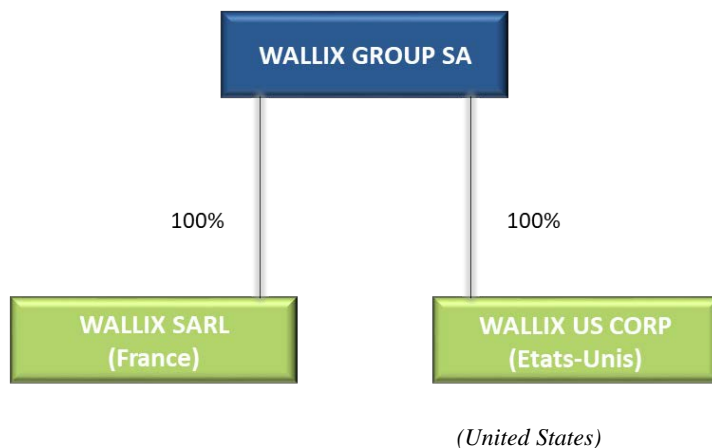 WALLIX GROUP SA
100%
100%
WALLIX SARL
(France)
WALLIX US CORP
(Etats-Unis)
(United States)